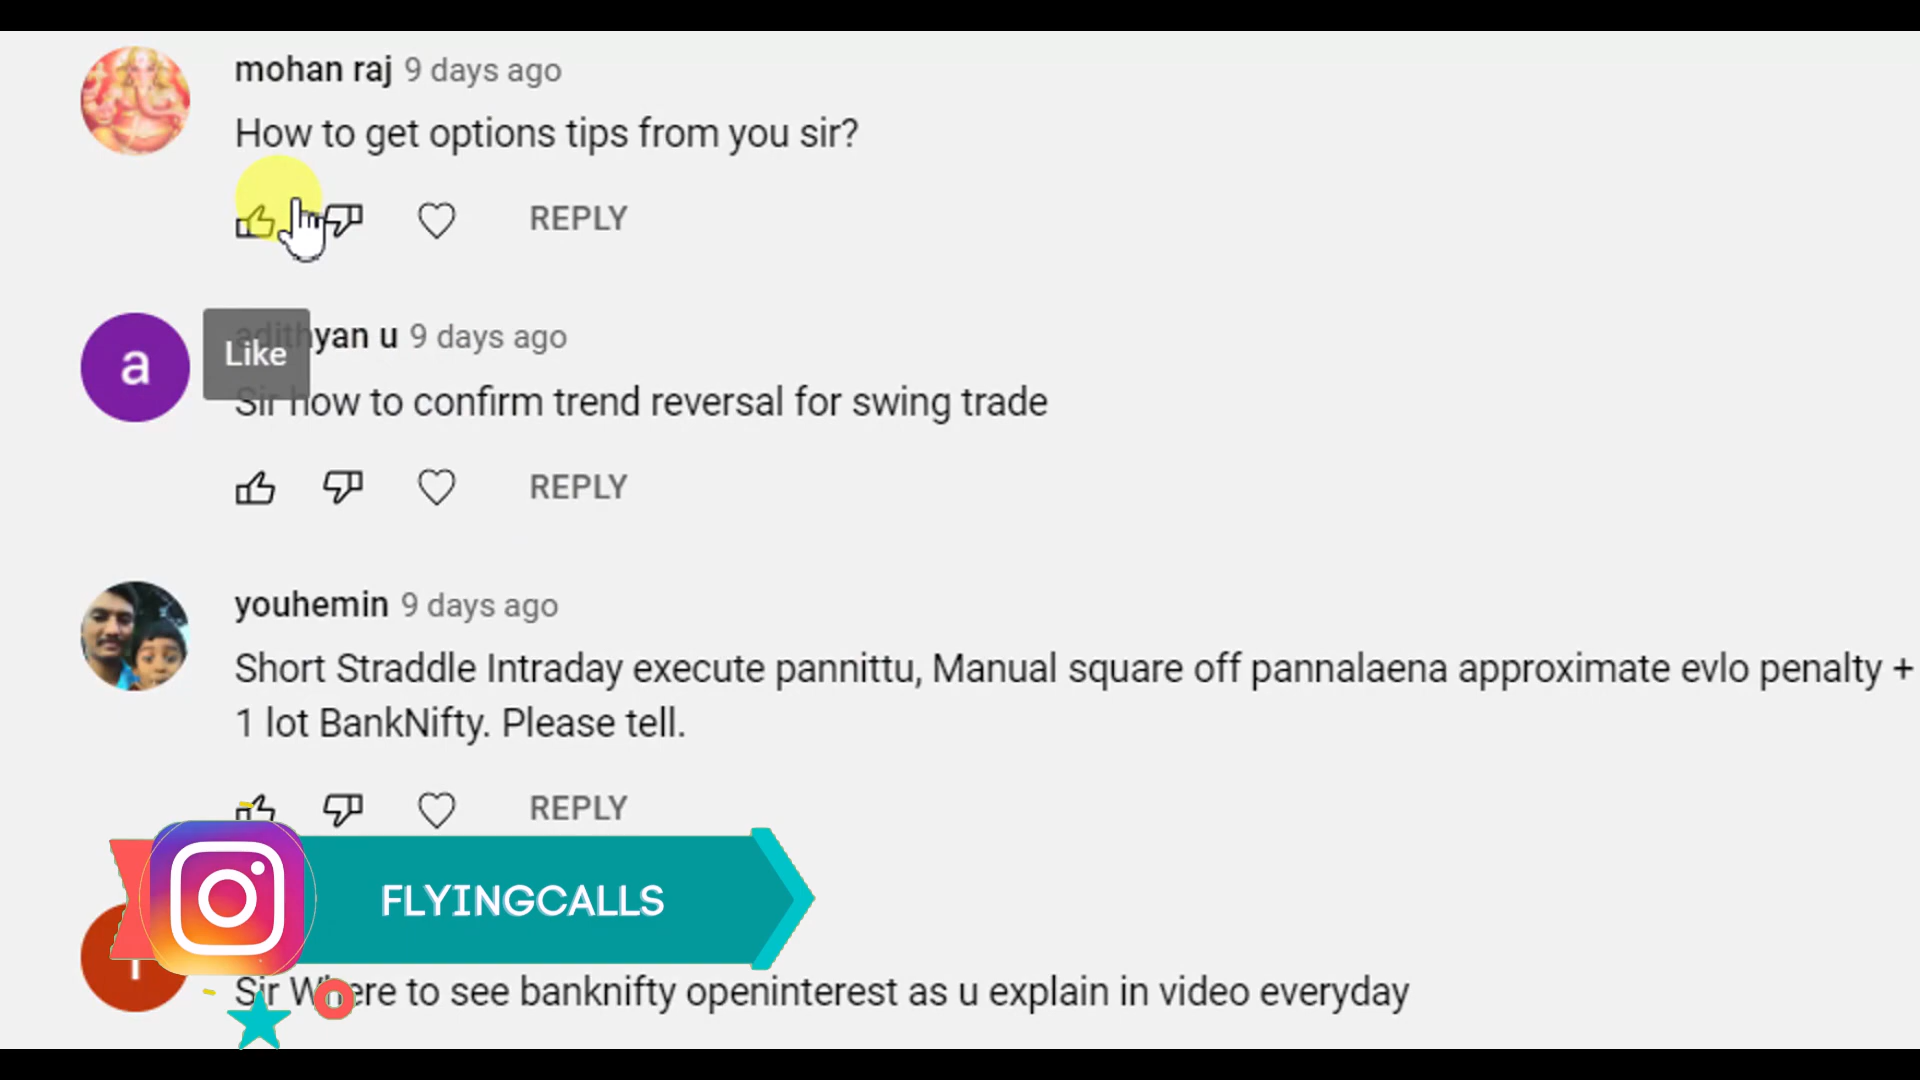 mohan raj 9 days ago
How to get options tips from you sir?
REPLY
adithyan u 9 days ago
Like
Sir how to confirm trend reversal for swing trade
REPLY
a
youhemin 9 days ago
Short Straddle Intraday execute pannittu, Manual square off pannalaena approximate evlo penalty +
1 lot BankNifty. Please tell.
REPLY
FLYINGCALLS
Sir Where to see banknifty openinterest as u explain in video everyday